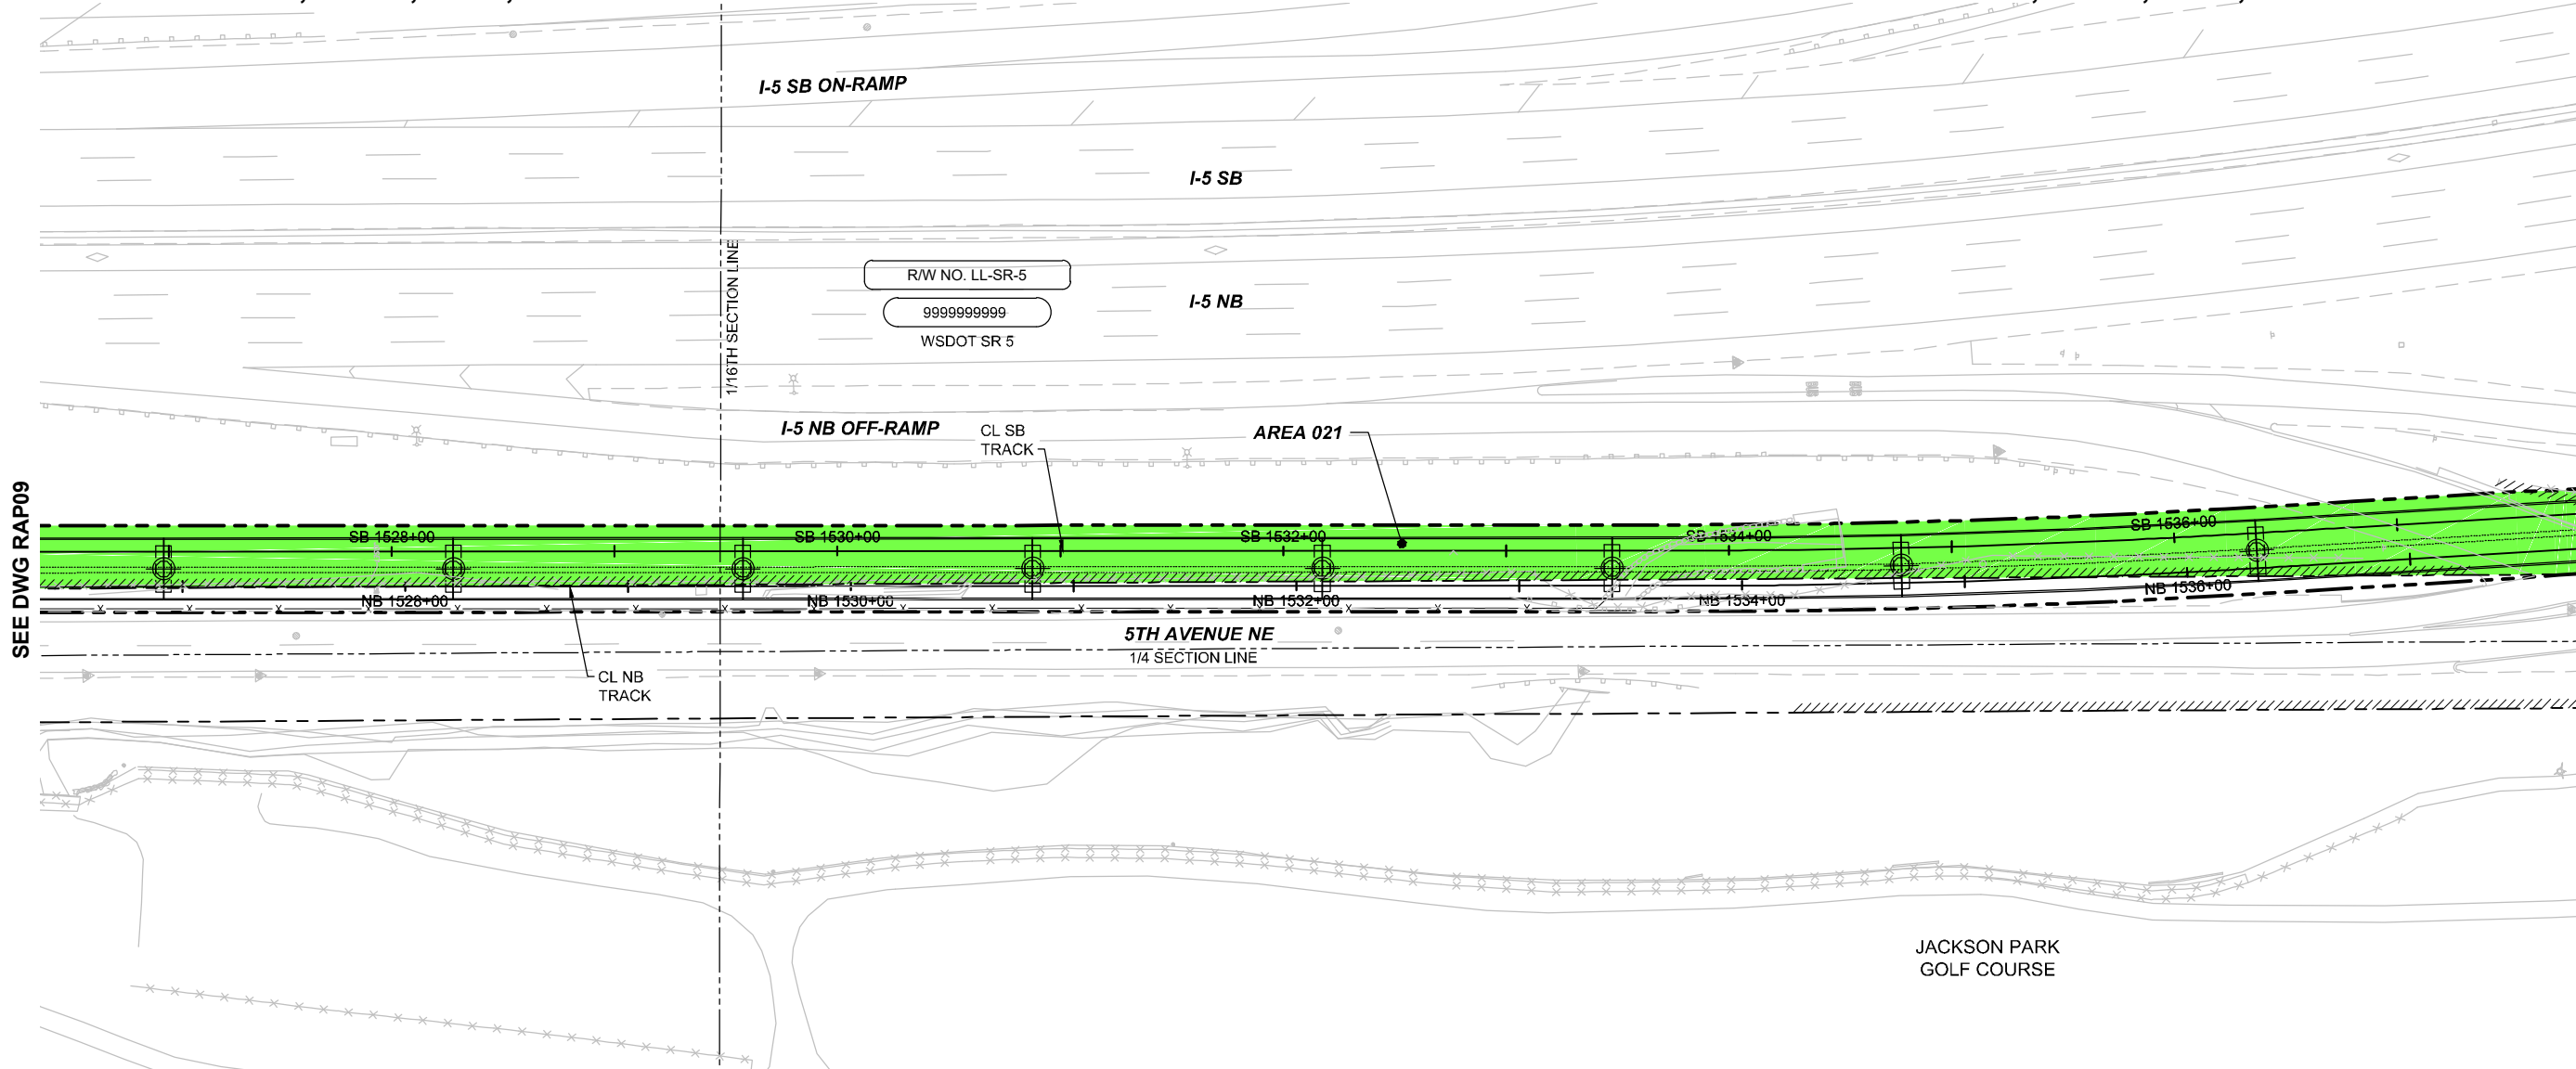 I-5 SB ON-RAMP
I-5 SB
1/16TH SECTION LINE
R/W NO. LL-SR-5
9999999999
WSDOT SR 5
I-5 NB
I-5 NB OFF-RAMP
CL SB
TRACK
AREA 021
SEE DWG RAP09
SB 1528+00
SB 1530+00
SB 1532+00
SB 1534+00
SB 1536+00
NB 1528+00
NB 1530+00
NB 1532+00
NB 1534+00
NB 1536+00
5TH AVENUE NE
1/4 SECTION LINE
CL NB
TRACK
JACKSON PARK
GOLF COURSE